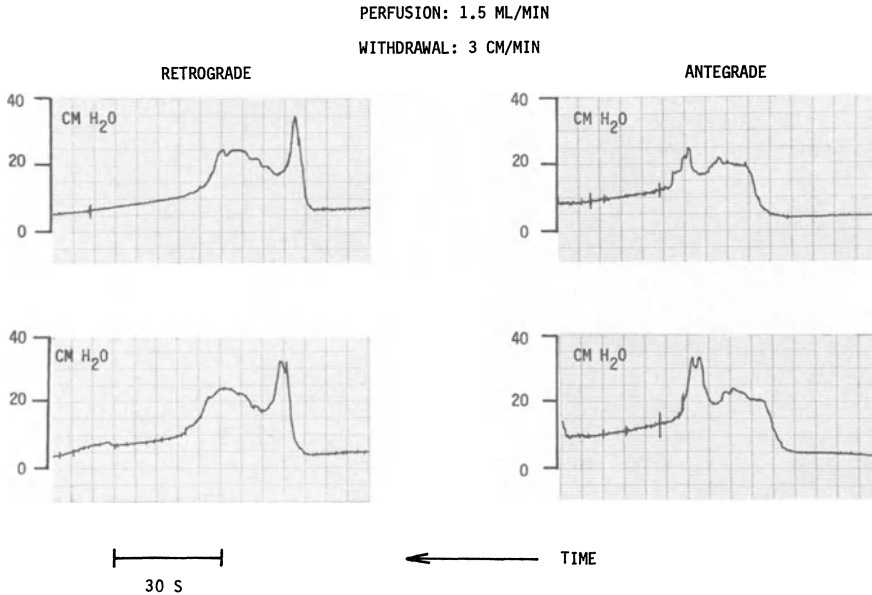 PERFUSION: 1.5 ML/MIN
WITHDRAWAL: 3 CM/MIN
RETROGRADE
ANTEGRADE
40
CM H₂O
20
0
40
CM H₂O
20
0
40
CM H₂O
20
0
40
CM H₂O
20
0
30 S
TIME